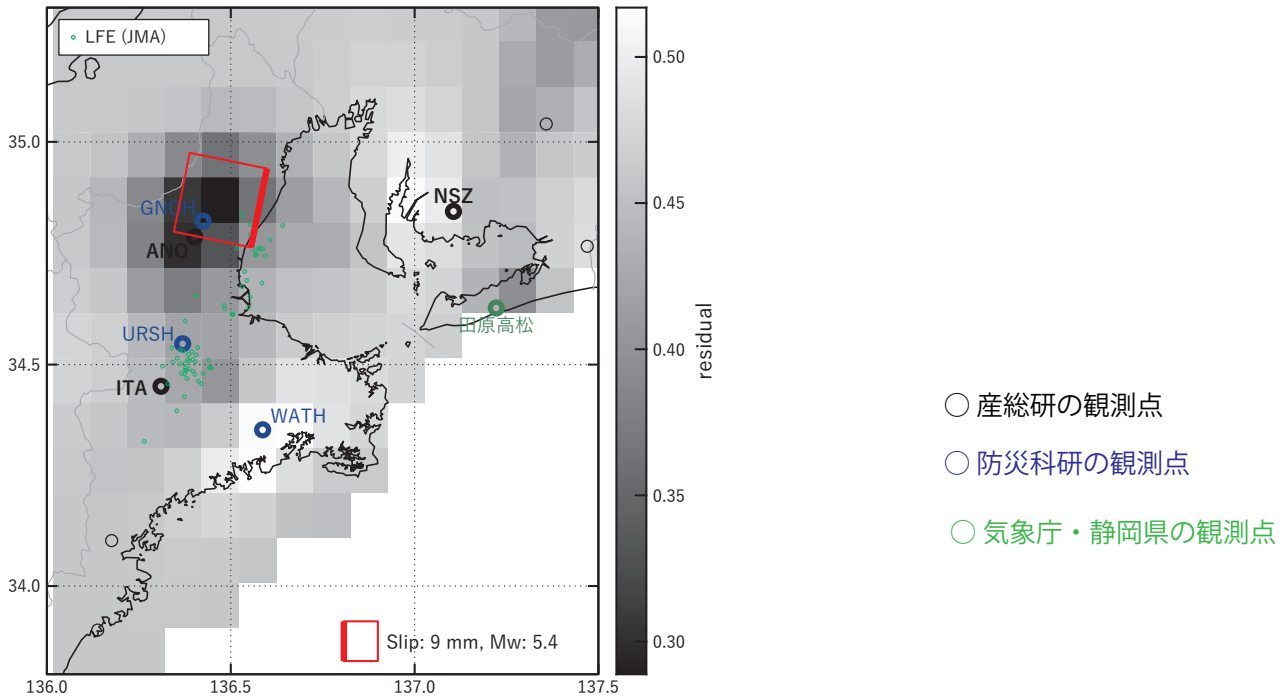 LFE (JMA)
0.50
35.0
NSZ
GNOH
0.45
ANO
residual
田原高松
URSH
0.40
34.5
ITA
産総研の観測点
WATH
防災科研の観測点
0.35
気象庁・静岡県の観測点
34.0
Slip: 9 mm, Mw: 5.4
0.30
136.0
136.5
137.0
137.5